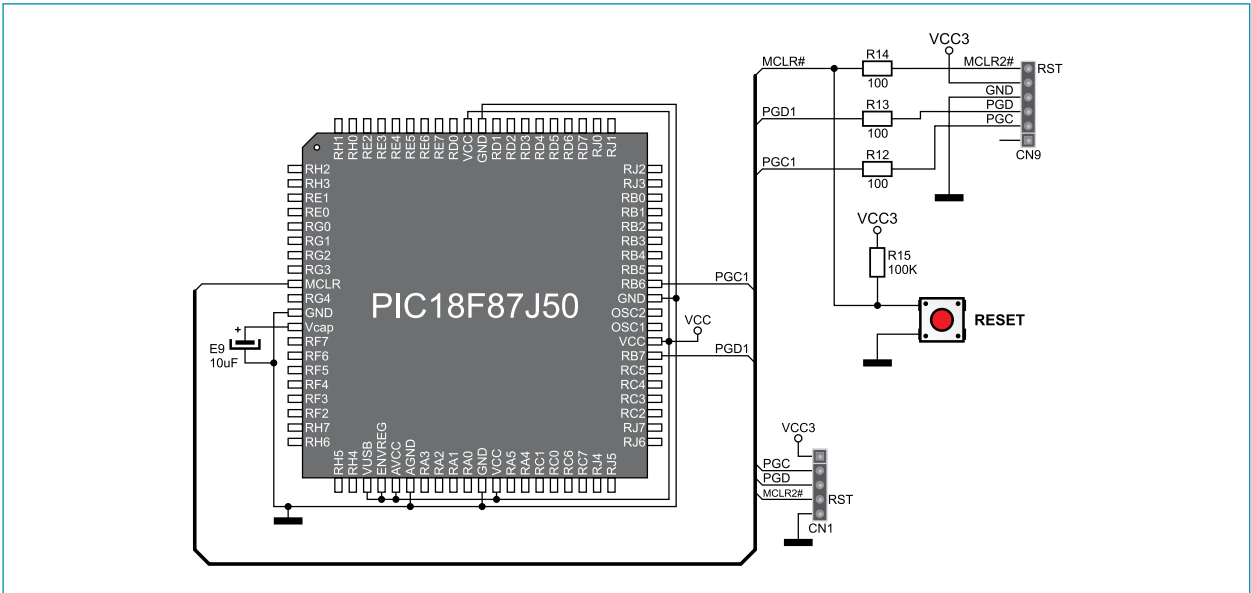 VCC3
MCLR#
R14
100
MCLR2#
RST
GND
PGD1
R13
100
PGD
PGC
PGC1
R12
100
CN9
RH1
RH0
RE2
RE3
RE4
RE5
RE6
RE7
RD0
VCC
GND
RD1
RD2
RD3
RD4
RD5
RD6
RD7
RJ0
RJ1
RH2
RH3
RE1
RE0
RG0
RG1
RG2
RG3
MCLR
RG4
GND
Vcap
RF7
RF6
RF5
RF4
RF3
RF2
RH7
RH6
PIC18F87J50
RJ2
RJ3
RB0
RB1
RB2
RB3
RB4
RB5
RB6
GND
OSC2
OSC1
VCC
RB7
RC5
RC4
RC3
RC2
RJ7
RJ6
RH5
RH4
VUSB
ENVREG
AVCC
AGND
RA3
RA2
RA1
RA0
GND
VCC
RA5
RA4
RC1
RC0
RC6
RC7
RJ4
RJ5
+
E9
10uF
PGC1
VCC
PGD1
VCC3
R15
100K
RESET
VCC3
PGC
PGD
MCLR2#
RST
CN1